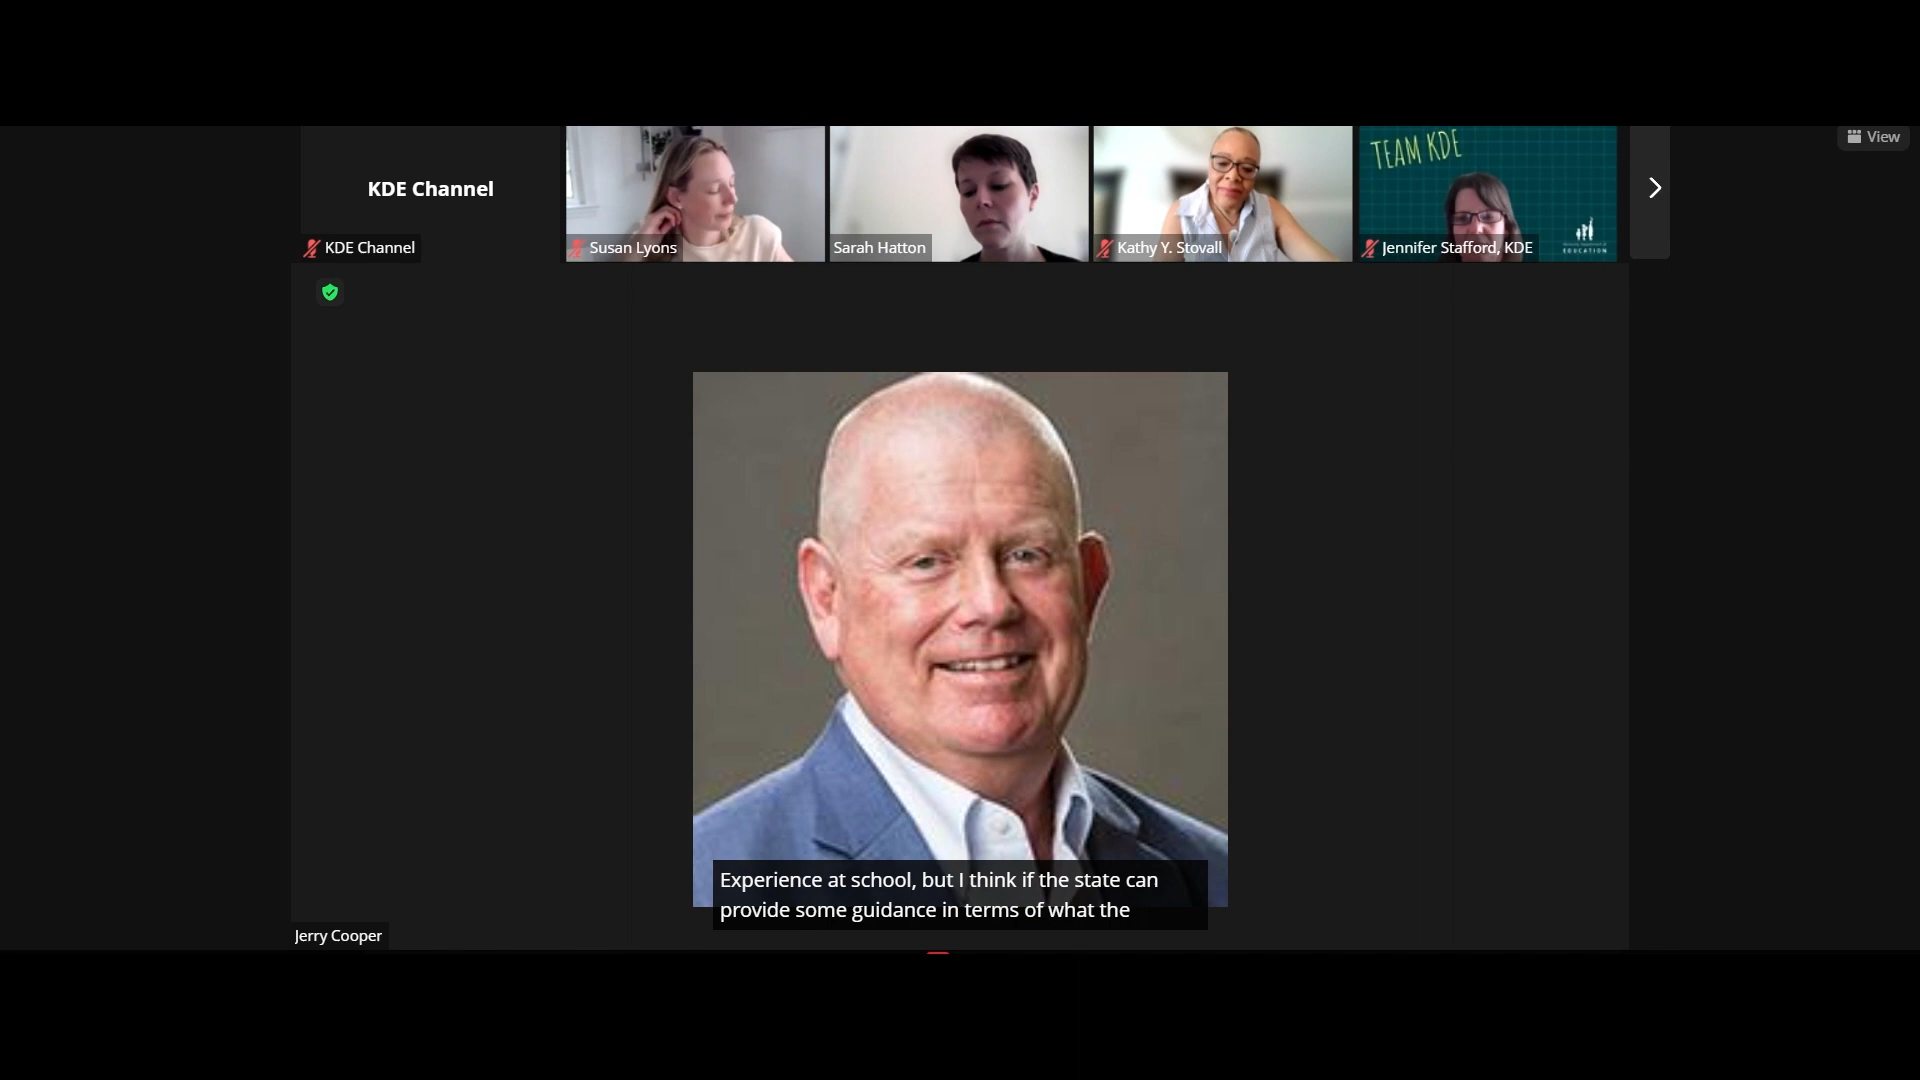 View
KDE Channel
KDE Channel
Susan Lyons
Sarah Hatton
Kathy Y. Stovall
TEAM KDE
EDUCATION
Jennifer Stafford, KDE
Experience at school, but I think if the state can
provide some guidance in terms of what the
Jerry Cooper